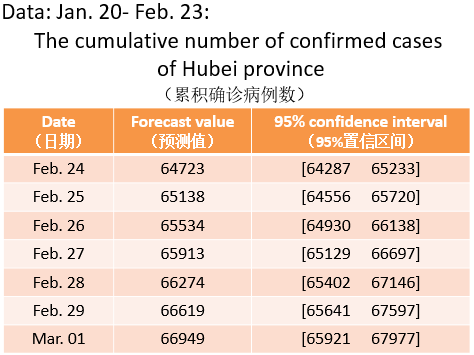 Data: Jan. 20- Feb. 23:
The cumulative number of confirmed cases
of Hubei province
（累积确诊病例数）
Date Forecast value 95% confidence interval
（日期） （预测值） （95%置信区间）
Feb. 24 64723 [64287 65233]
Feb. 25 65138 [64556 65720]
Feb. 26 65534 [64930 66138]
Feb. 27 65913 [65129 66697]
Feb. 28 66274 [65402 67146]
Feb. 29 66619 [65641 67597]
Mar. 01 66949 [65921 67977]